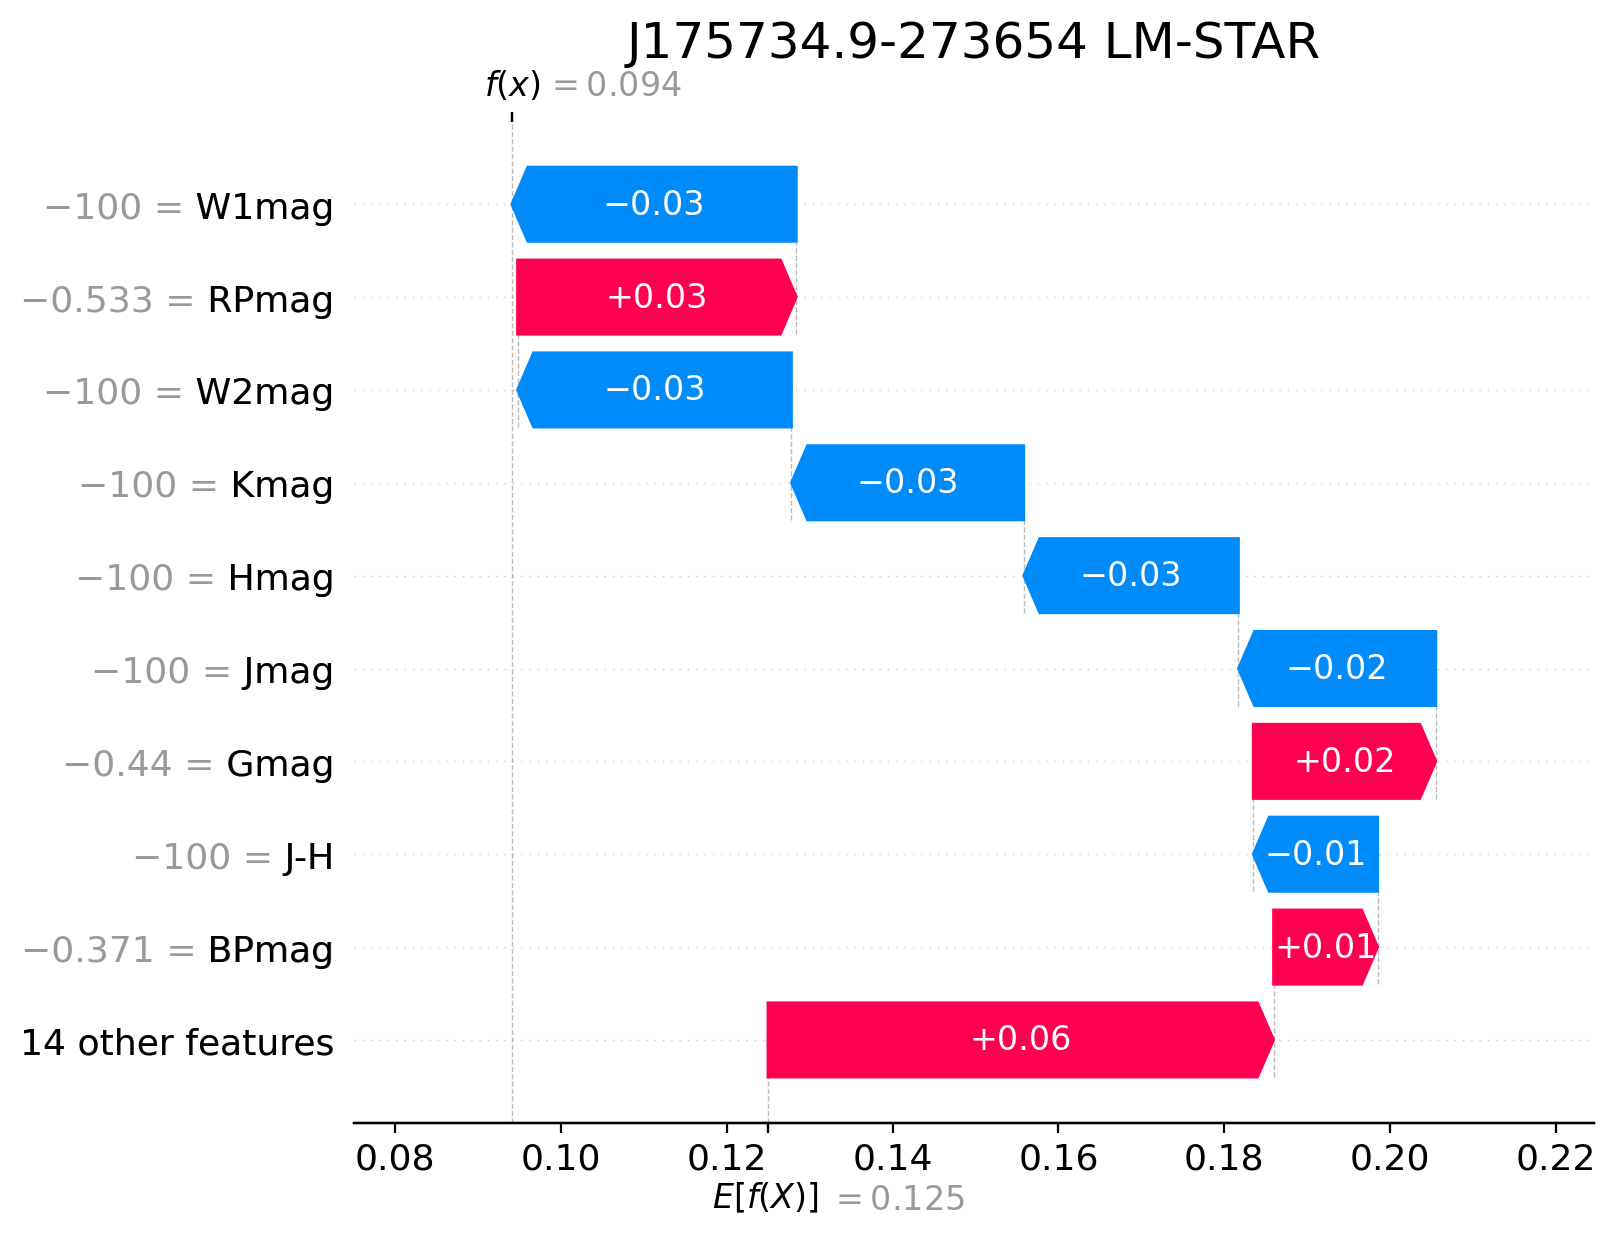 J175734.9-273654 LM-STAR
f(x) = 0.094
−100 = W1mag −0.03
−0.533 = RPmag +0.03
−100 = W2mag −0.03
−100 = Kmag −0.03
−100 = Hmag −0.03
−100 = Jmag −0.02
−0.44 = Gmag +0.02
−100 = J-H −0.01
−0.371 = BPmag +0.01
14 other features +0.06
0.08 0.10 0.12 0.14 0.16 0.18 0.20 0.22
E[f(X)] = 0.125